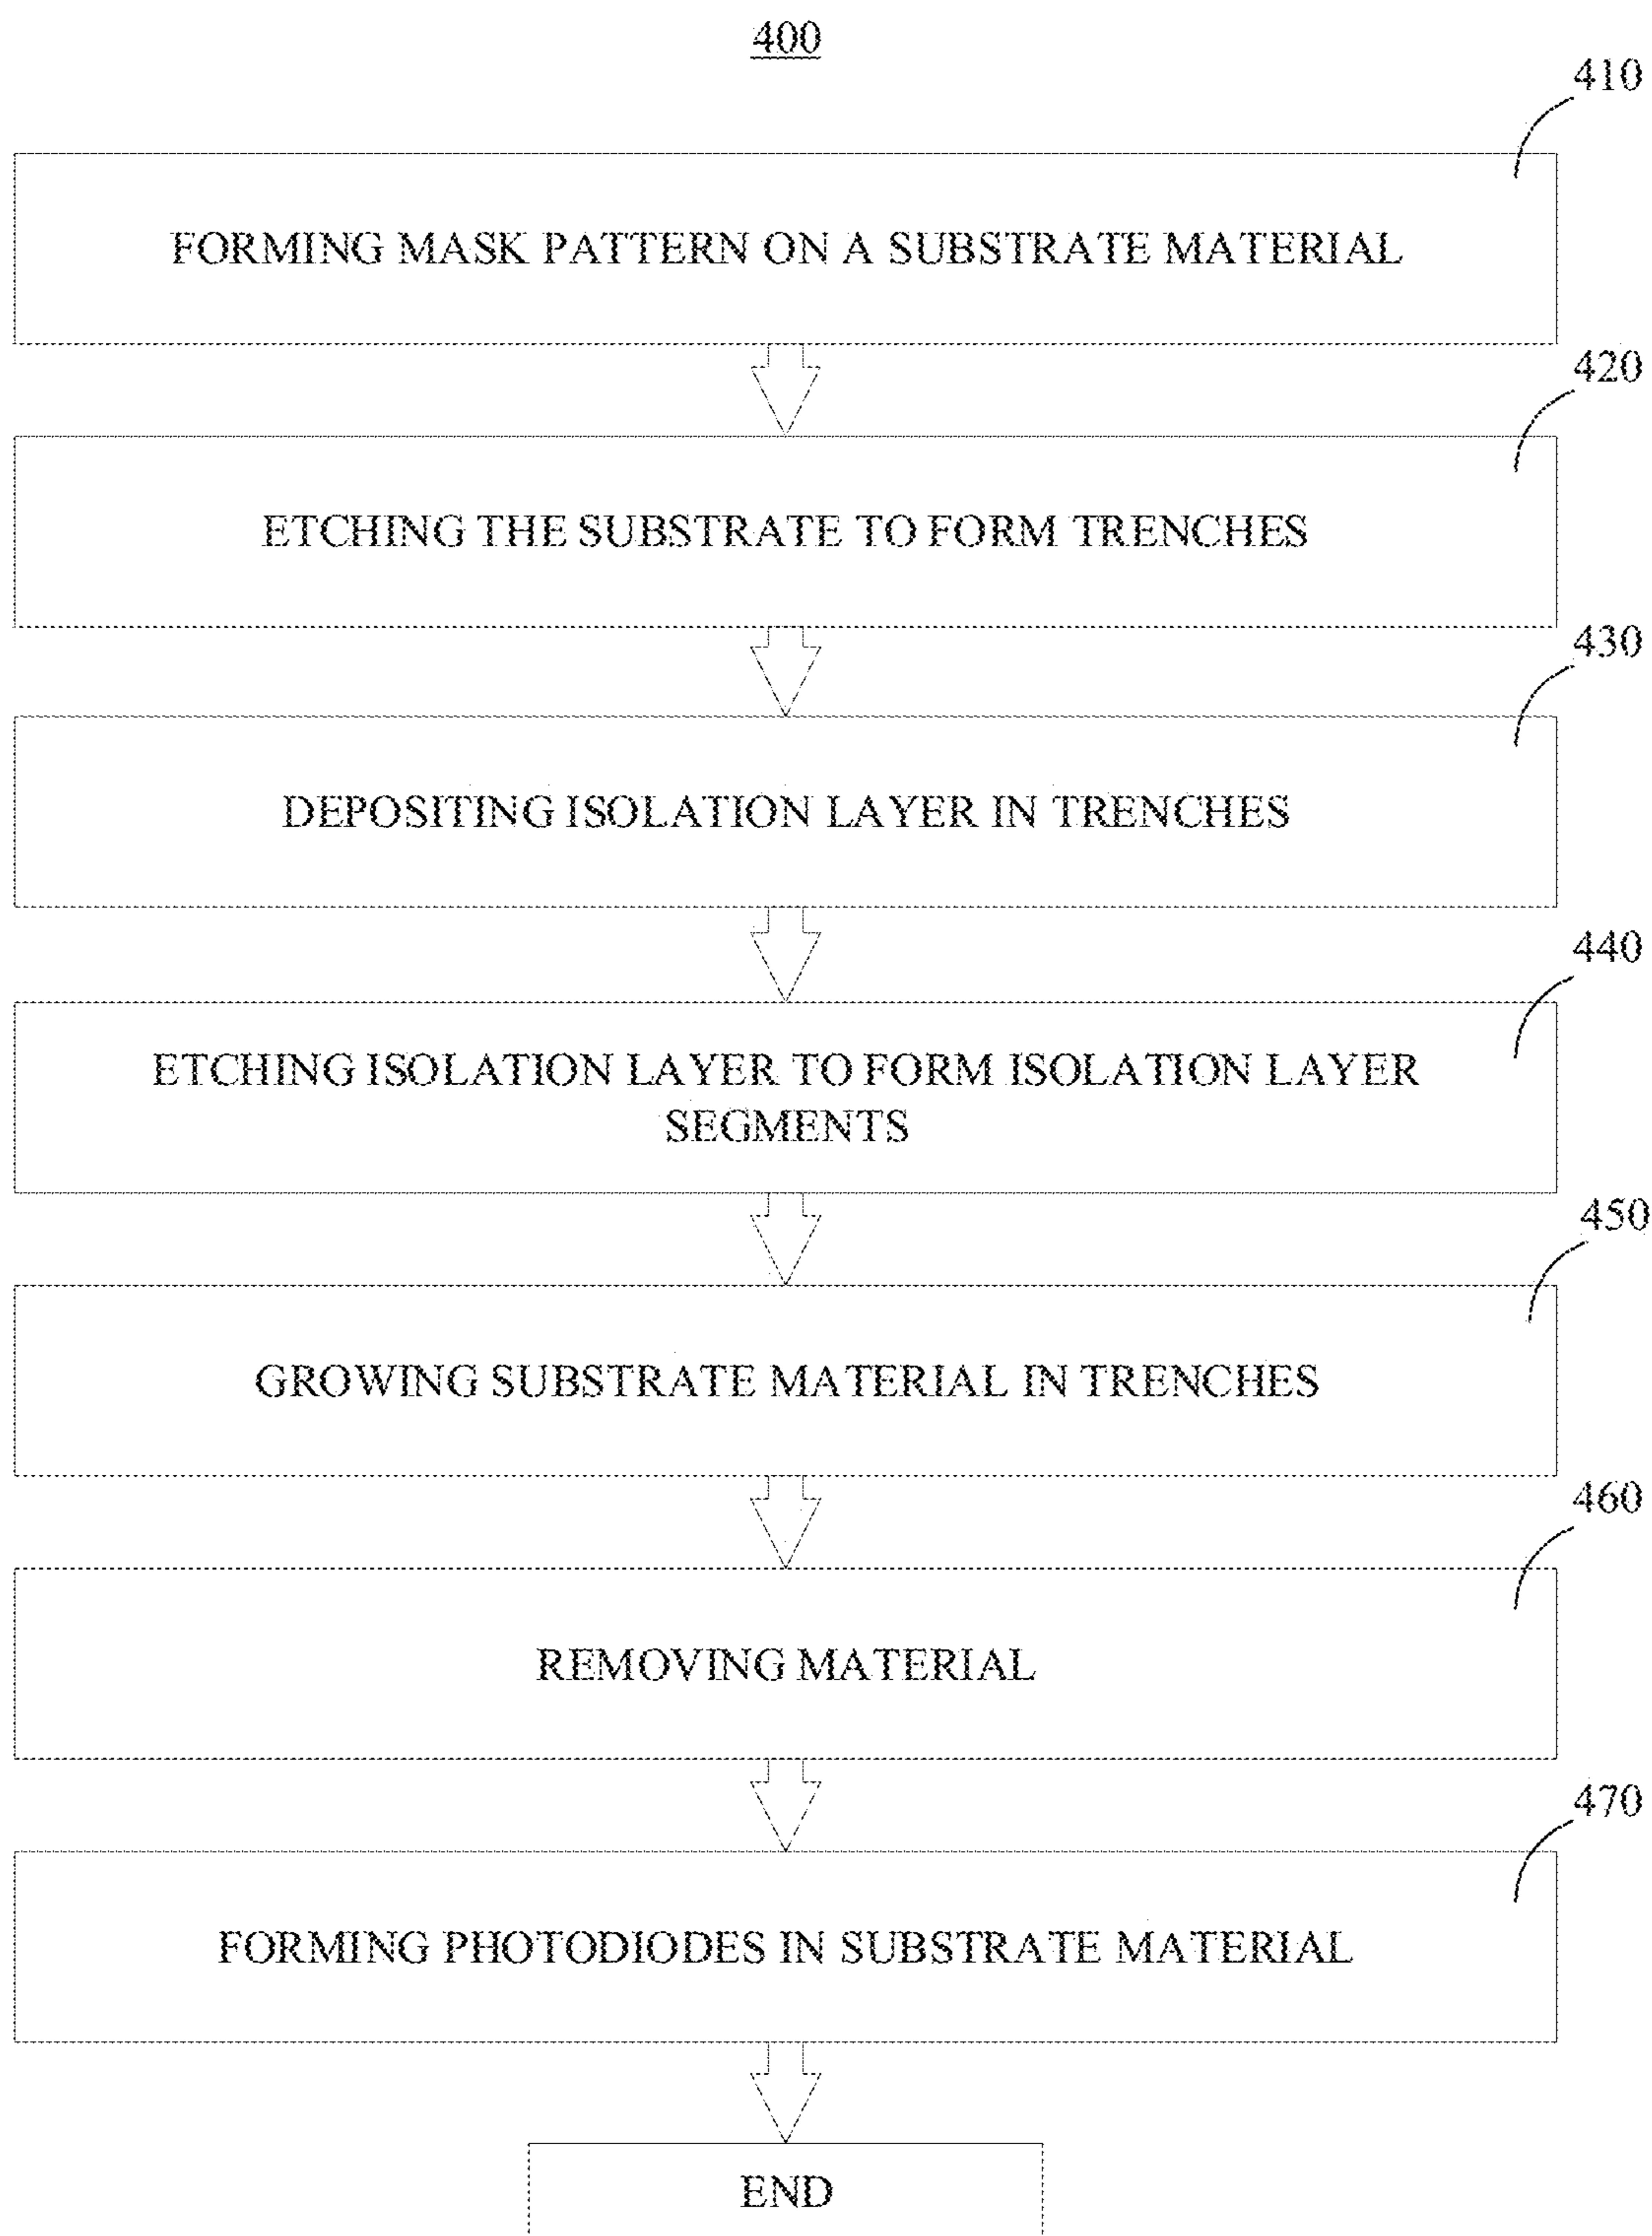 400
410
FORMING MASK PATTERN ON A SUBSTRATE MATERIAL
420
ETCHING THE SUBSTRATE TO FORM TRENCHES
430
DEPOSITING ISOLATION LAYER IN TRENCHES
440
ETCHING ISOLATION LAYER TO FORM ISOLATION LAYER
SEGMENTS
450
GROWING SUBSTRATE MATERIAL IN TRENCHES
460
REMOVING MATERIAL
470
FORMING PHOTODIODES IN SUBSTRATE MATERIAL
END